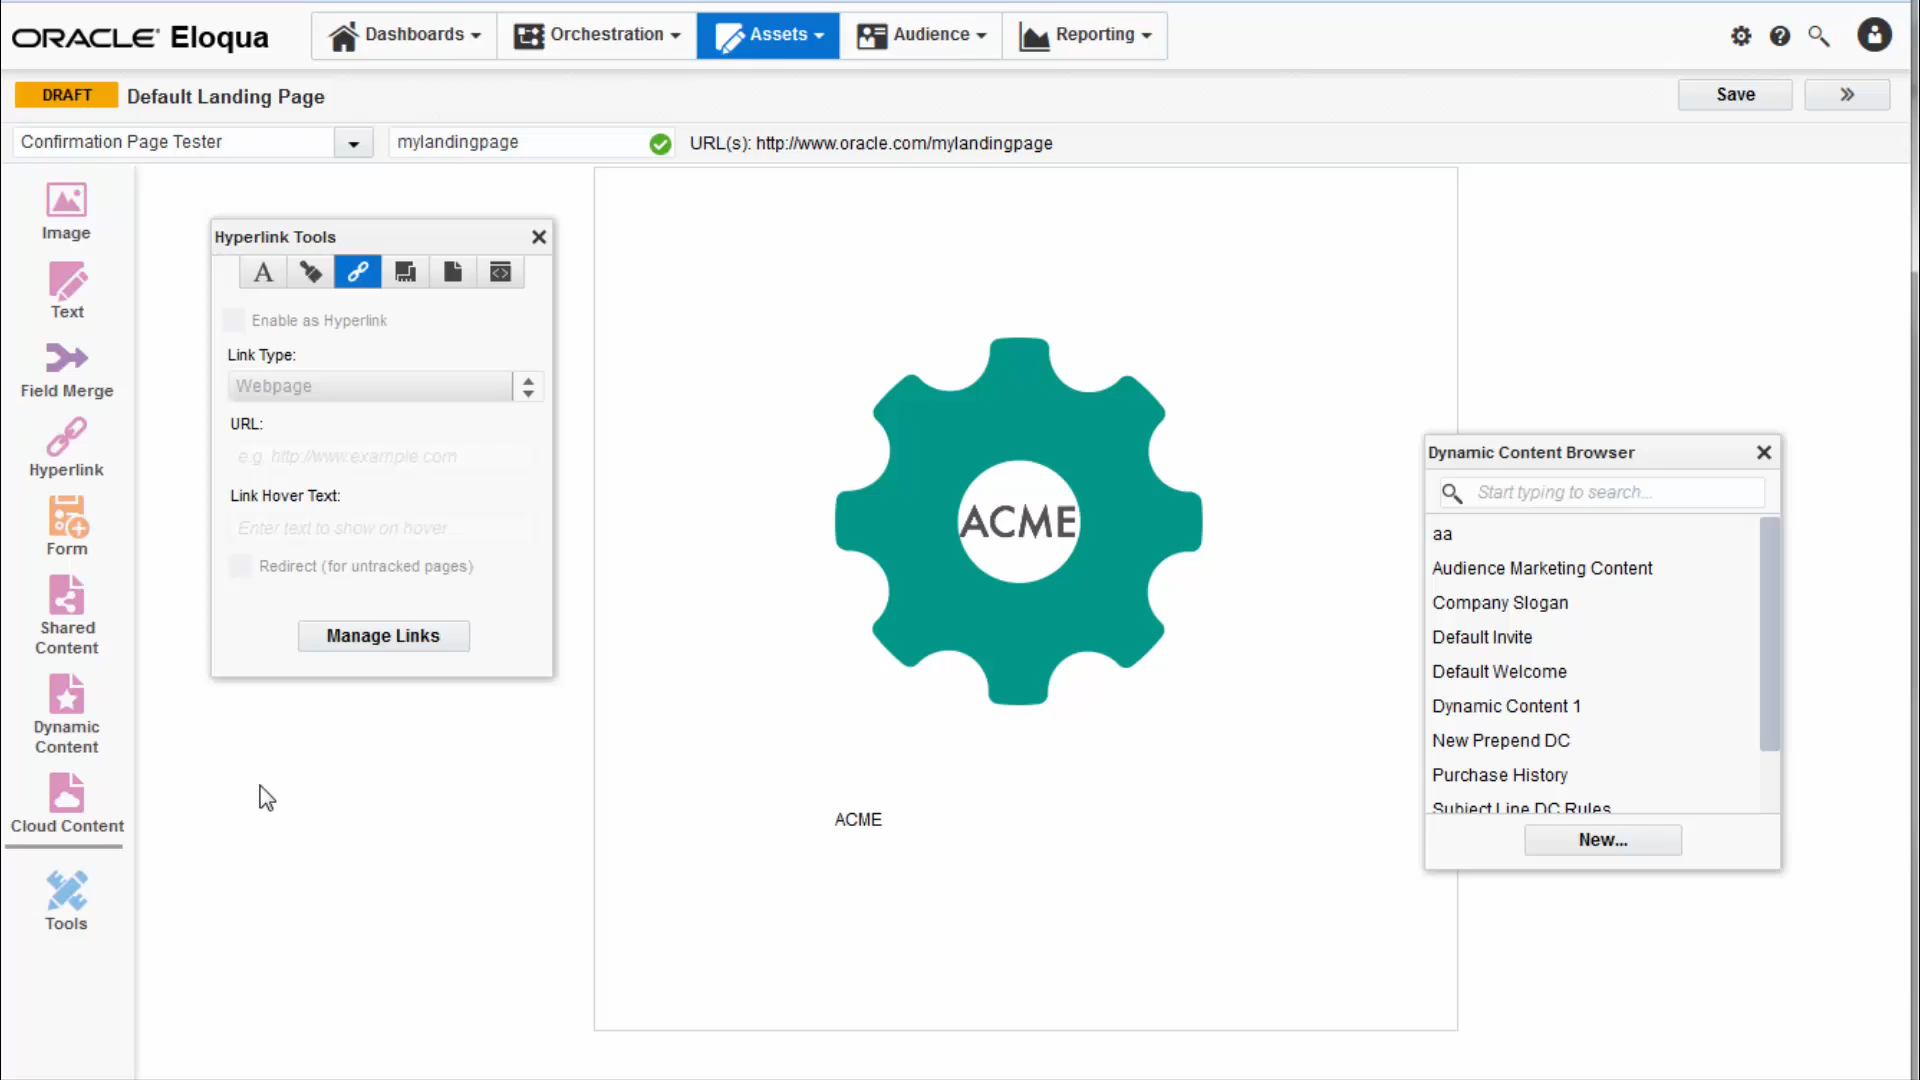 ORACLE Eloqua
Dashboards
Orchestration
Assets
Audience
Reporting
DRAFT
Default Landing Page
Save
Confirmation Page Tester
mylandingpage
URL(s): http://www.oracle.com/mylandingpage
Image
Text
Field Merge
Hyperlink
Form
Shared
Content
Dynamic
Content
Cloud Content
Tools
Hyperlink Tools
Enable as Hyperlink
Link Type:
Webpage
URL:
e.g. http://www.example.com
Link Hover Text:
Enter text to show on hover...
Redirect (for untracked pages)
Manage Links
ACME
ACME
Dynamic Content Browser
Start typing to search...
aa
Audience Marketing Content
Company Slogan
Default Invite
Default Welcome
Dynamic Content 1
New Prepend DC
Purchase History
Subject Line DC Rules
New...